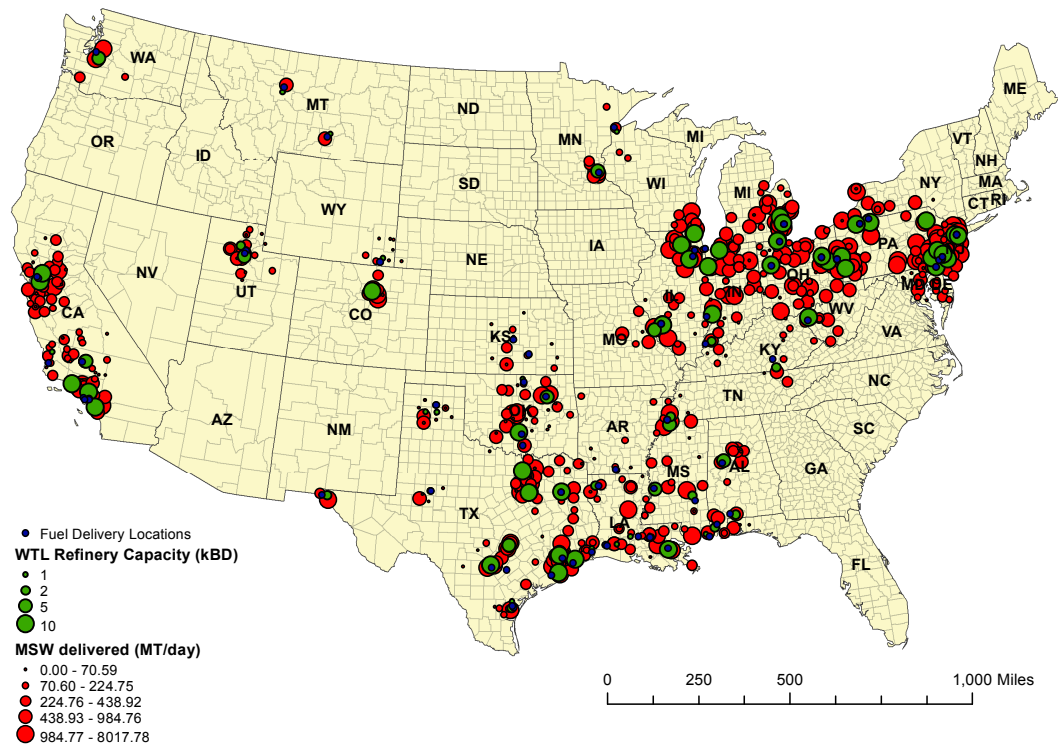 WA
MT
ND
MN
ME
OR
ID
SD
WI
MI
MI
VT
NH
NY
MA
CT
RI
WY
IA
NE
PA
NV
UT
CO
CA
IL
IN
OH
MD
DE
WV
VA
KS
MO
KY
NC
TN
AZ
NM
OK
AR
SC
MS
AL
GA
TX
LA
FL
Fuel Delivery Locations
WTL Refinery Capacity (kBD)
1
2
5
10
MSW delivered (MT/day)
0.00 - 70.59
70.60 - 224.75
224.76 - 438.92
438.93 - 984.76
984.77 - 8017.78
0 250 500 1,000 Miles